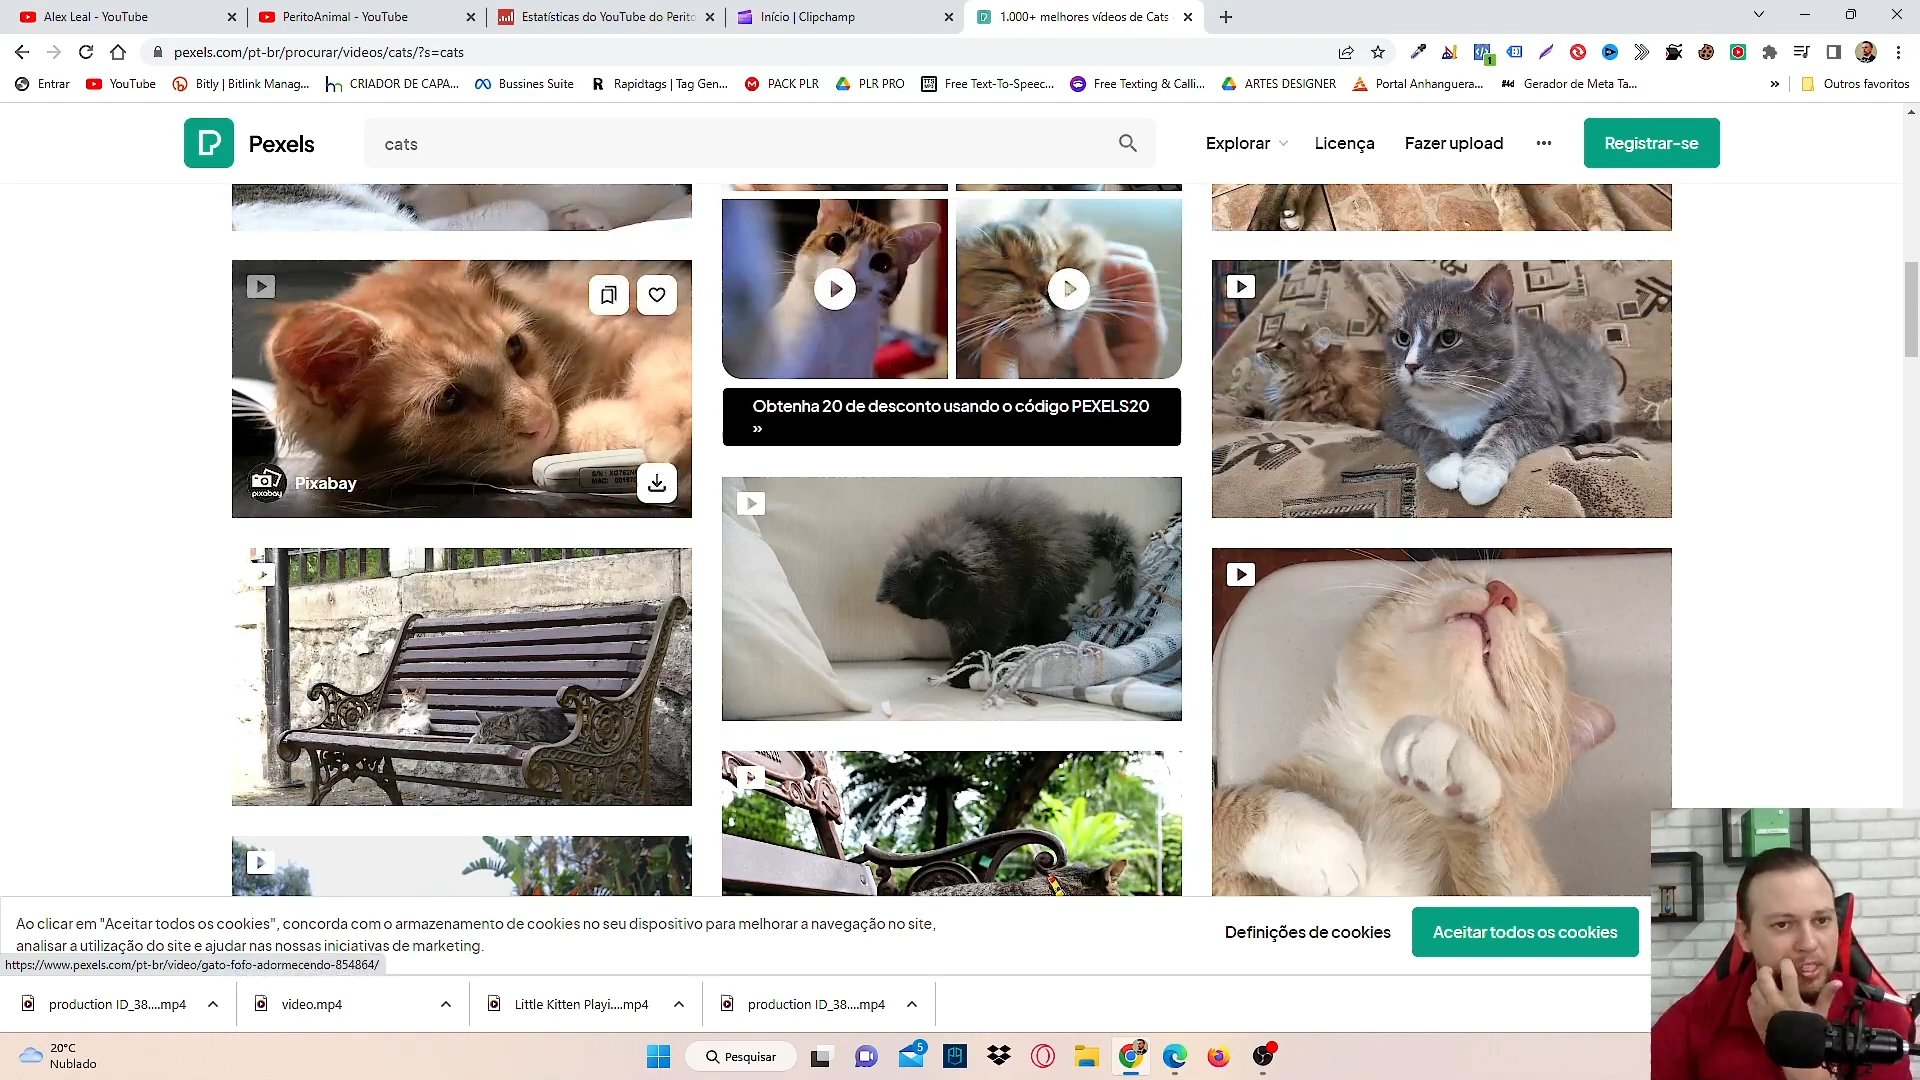 Alex Leal - YouTube
PeritoAnimal - YouTube
Estatísticas do YouTube do Perito
Início | Clipchamp
1.000+ melhores vídeos de Cats
pexels.com/pt-br/procurar/videos/cats/?s=cats
1
Entrar
YouTube
Bitly | Bitlink Manag...
CRIADOR DE CAPA...
Bussines Suite
Rapidtags | Tag Gen...
PACK PLR
PLR PRO
Free Text-To-Speec...
Free Texting & Calli...
ARTES DESIGNER
Portal Anhanguera...
Gerador de Meta Ta...
»
Outros favoritos
Pexels
cats
Explorar
Licença
Fazer upload
Registrar-se
Obtenha 20 de desconto usando o código PEXELS20
»
pixabay
Pixabay
Ao clicar em "Aceitar todos os cookies", concorda com o armazenamento de cookies no seu dispositivo para melhorar a navegação no site,
analisar a utilização do site e ajudar nas nossas iniciativas de marketing.
Definições de cookies
Aceitar todos os cookies
https://www.pexels.com/pt-br/video/gato-fofo-adormecendo-854864/
production ID_38....mp4
video.mp4
Little Kitten Playi....mp4
production ID_38....mp4
20°C
Nublado
Pesquisar
5